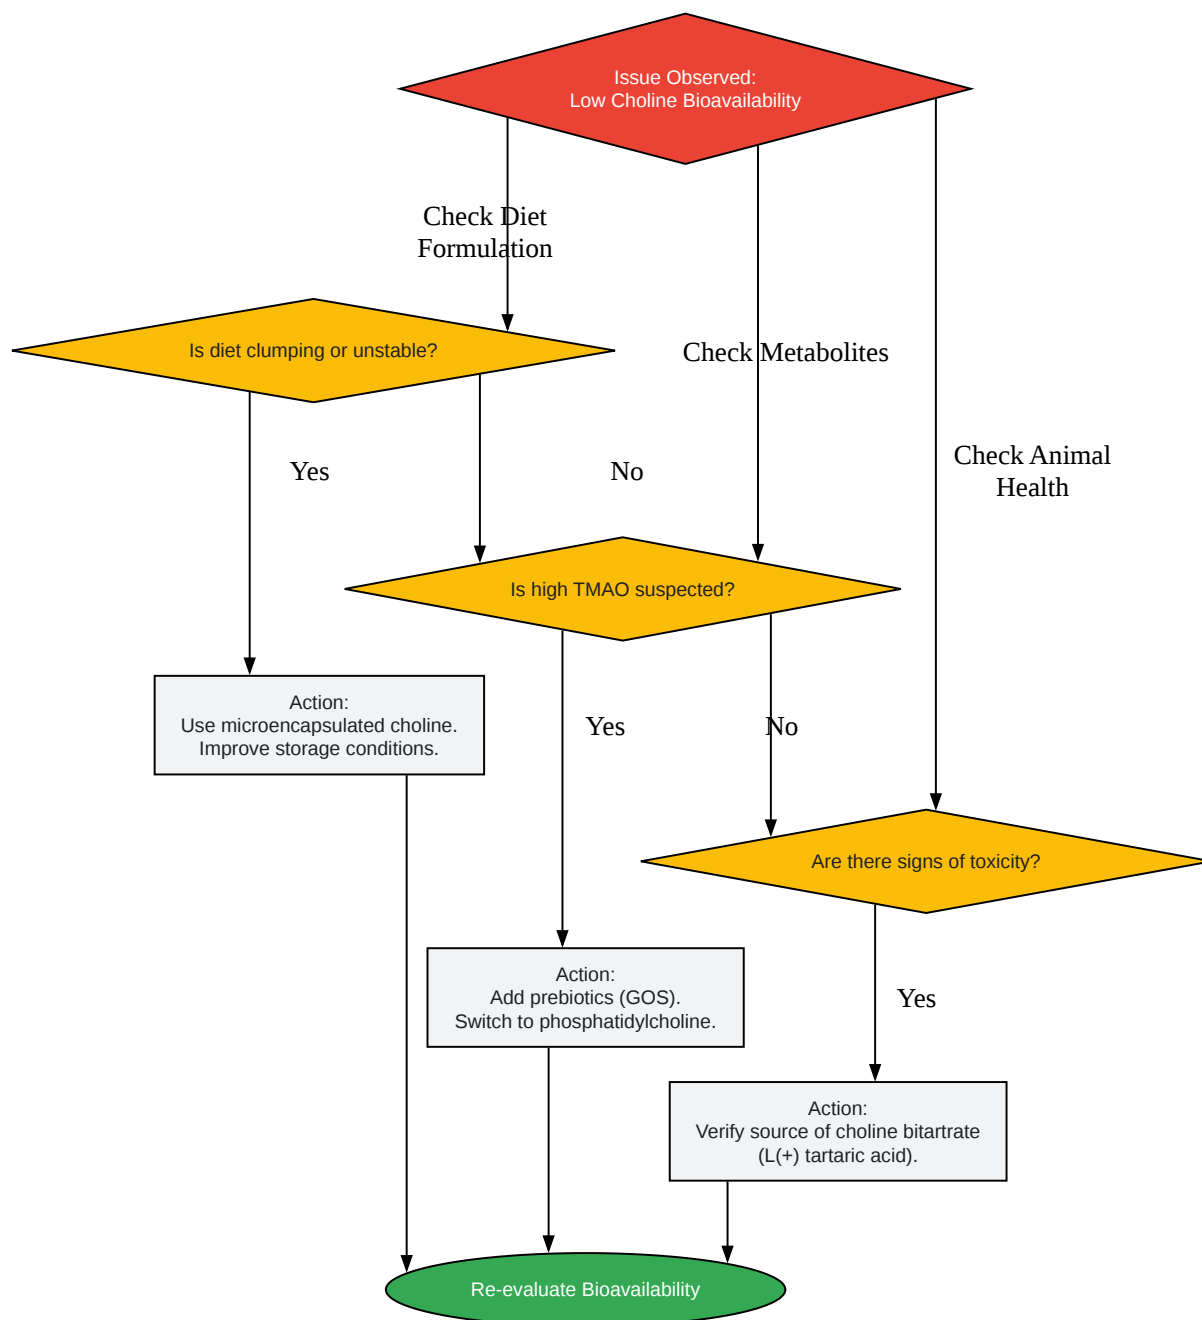 Issue Observed:
Low Choline Bioavailability
Check Diet
Formulation
Is diet clumping or unstable?
Check Metabolites
Check Animal
Health
Yes
No
Is high TMAO suspected?
Action:
Use microencapsulated choline.
Improve storage conditions.
Yes
No
Are there signs of toxicity?
Action:
Add prebiotics (GOS).
Switch to phosphatidylcholine.
Yes
Action:
Verify source of choline bitartrate
(L(+) tartaric acid).
Re-evaluate Bioavailability